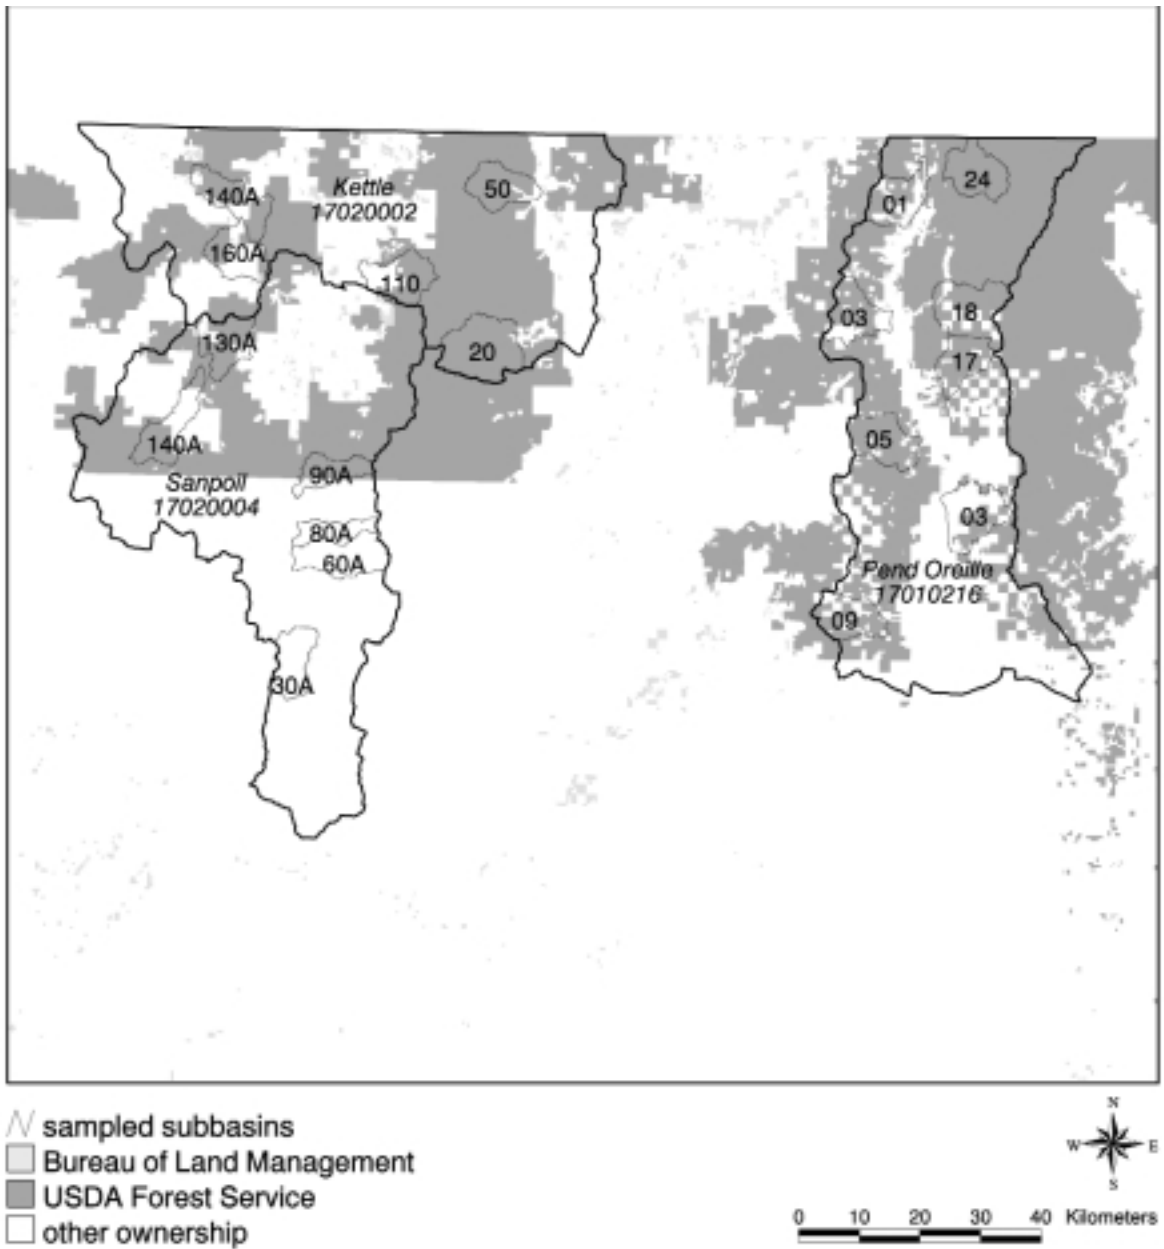 24
50
140A
Kettle
17020002
01
160A
110
18
03
130A
20
17
05
140A
90A
Sanpoil
17020004
03
80A
60A
Pend Oreille
17010216
09
30A
N
sampled subbasins
W
E
Bureau of Land Management
S
USDA Forest Service
0 10 20 30 40 Kilometers
other ownership